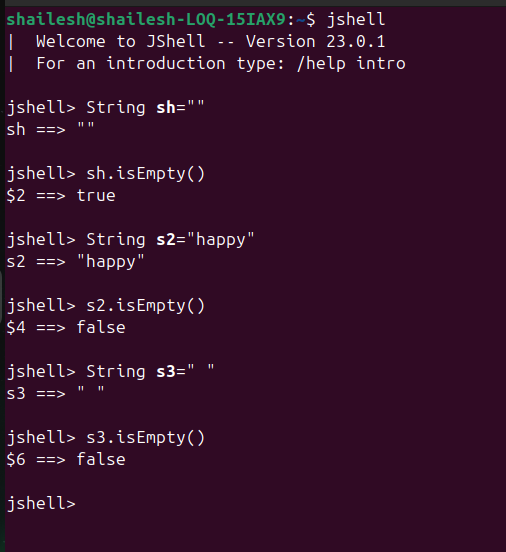 shailesh@shailesh-LOQ-15IAX9:~$ jshell
|  Welcome to JShell -- Version 23.0.1
|  For an introduction type: /help intro
jshell> String sh=""
sh ==> ""
jshell> sh.isEmpty()
$2 ==> true
jshell> String s2="happy"
s2 ==> "happy"
jshell> s2.isEmpty()
$4 ==> false
jshell> String s3=" "
s3 ==> " "
jshell> s3.isEmpty()
$6 ==> false
jshell>